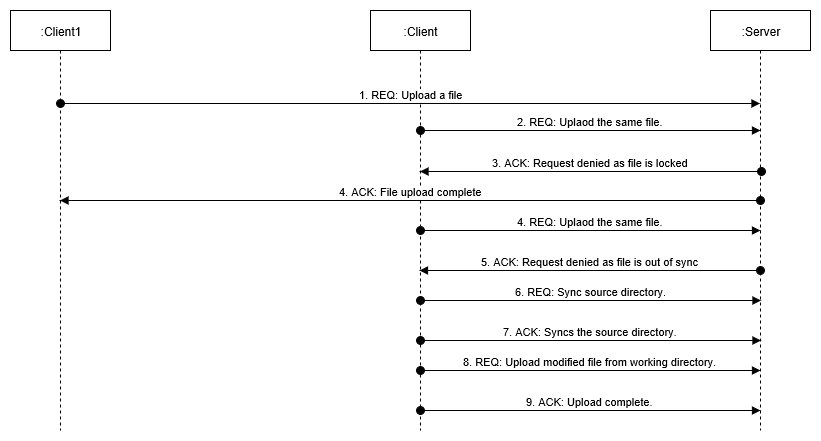 :Client1
:Client
:Server
1. REQ: Upload a file
2. REQ: Uplaod the same file.
3. ACK: Request denied as file is locked
4. ACK: File upload complete
4. REQ: Uplaod the same file.
5. ACK: Request denied as file is out of sync
6. REQ: Sync source directory.
7. ACK: Syncs the source directory.
8. REQ: Upload modified file from working directory.
9. ACK: Upload complete.